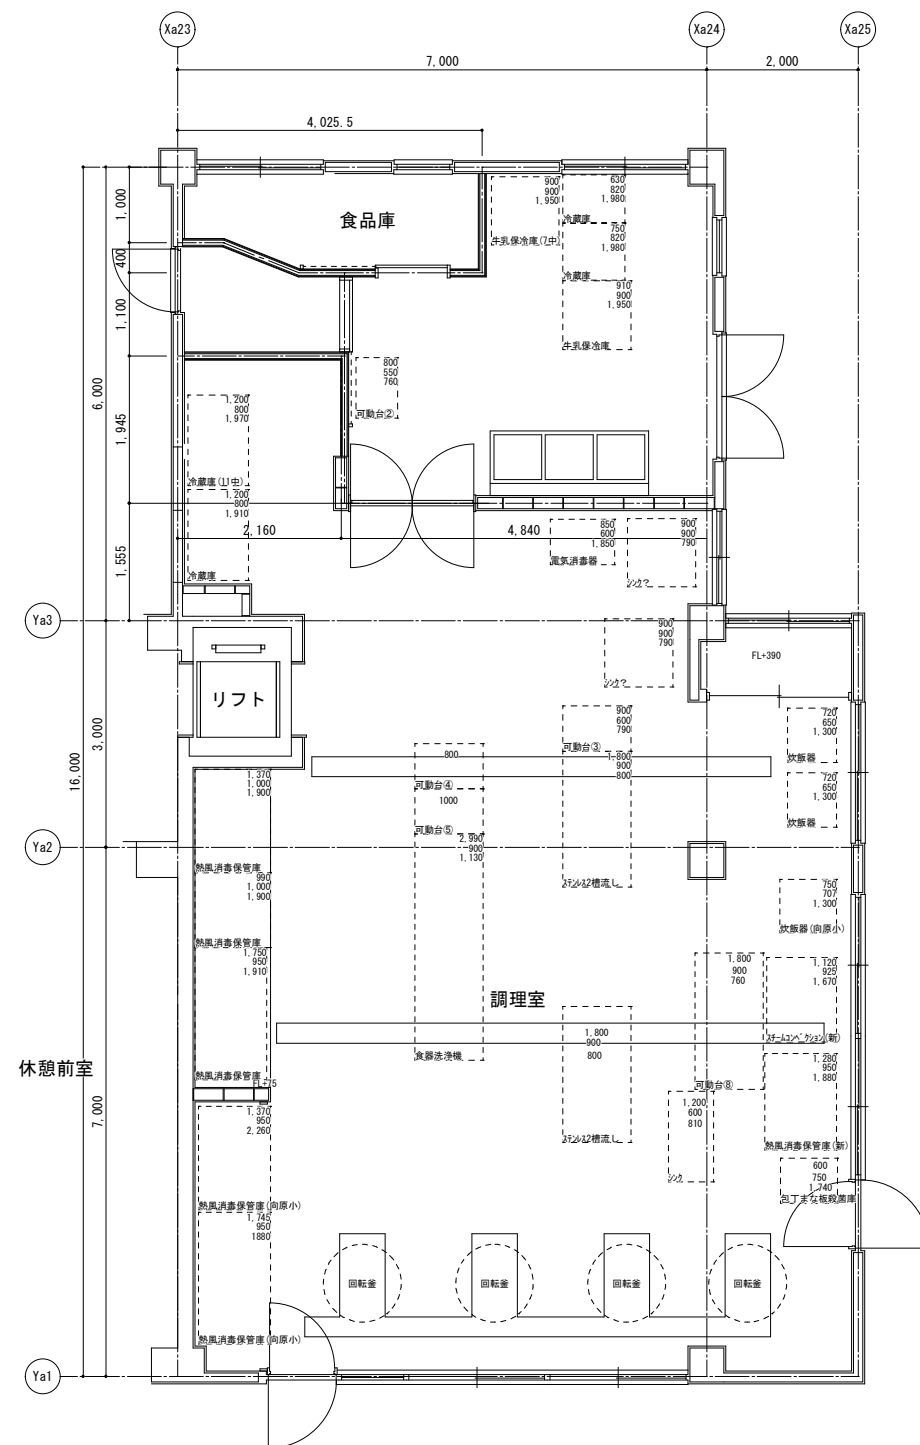 Xa23
Xa24
Xa25
7,000
2,000
4,025.5
1,000
400
1,100
1,945
1,555
6,000
3,000
16,000
7,000
Ya3
Ya2
Ya1
食品庫
900
900
1,950
牛乳保冷庫(7中)
630
820
1,980
冷蔵庫
750
820
1,980
冷蔵庫
910
900
1,950
牛乳保冷庫
800
550
760
可動台②
1,200
800
1,970
冷蔵庫(11中)
1,200
800
1,910
冷蔵庫
2,160
4,840
850
600
1,850
電気消毒器
900
900
790
シンク?
900
900
790
シンク?
FL+390
リフト
900
600
790
可動台③
1,800
900
800
ステンレス2槽流し
800
可動台④
1000
可動台⑤
2,990
900
1,130
食器洗浄機
720
650
1,300
炊飯器
720
650
1,300
炊飯器
750
707
1,300
炊飯器(向原小)
1,370
1,000
1,900
熱風消毒保管庫
990
1,000
1,900
熱風消毒保管庫
1,750
950
1,910
熱風消毒保管庫
FL+75
調理室
休憩前室
1,800
900
760
可動台⑧
1,120
925
1,670
スチームコンベクション(新)
1,280
950
1,880
熱風消毒保管庫(新)
1,800
900
800
ステンレス2槽流し
1,200
600
810
シンク
600
750
1,740
包丁まな板殺菌庫
1,370
950
2,260
熱風消毒保管庫(向原小)
1,745
950
1880
熱風消毒保管庫(向原小)
回転釜
回転釜
回転釜
回転釜